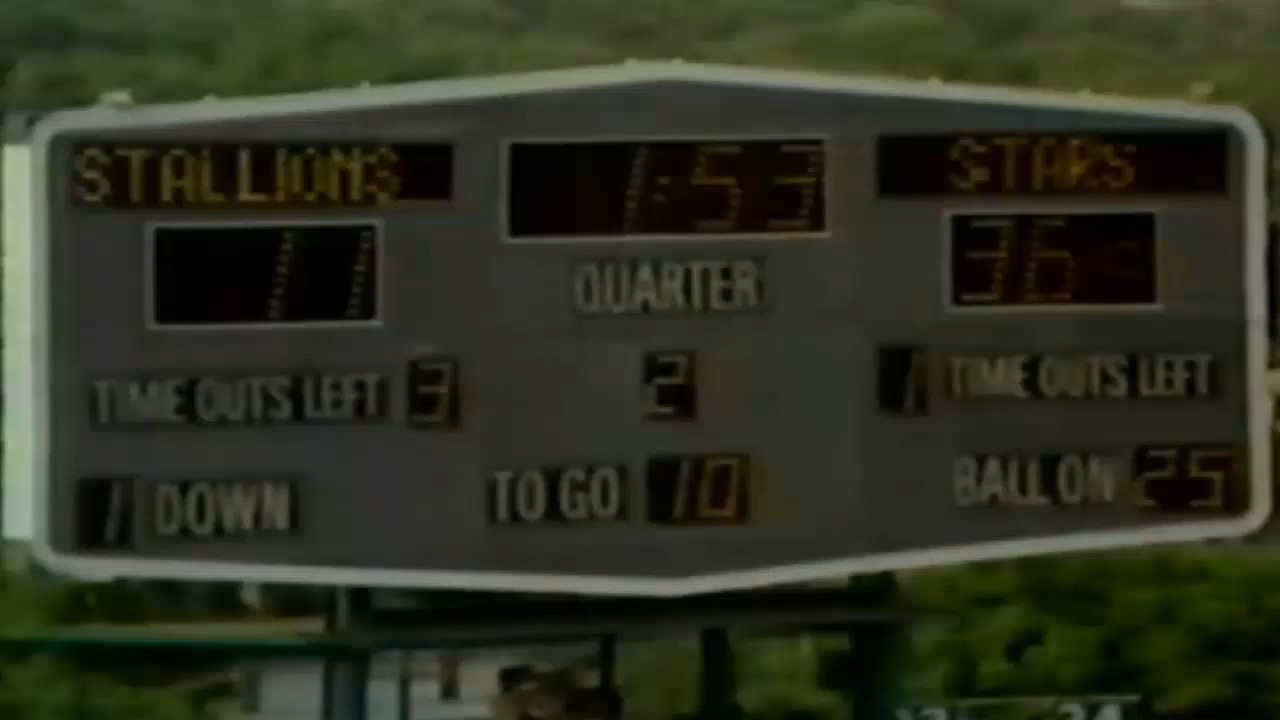 STALLIONS 1:53 STARS
17 36
QUARTER
TIME OUTS LEFT 3 2 1 TIME OUTS LEFT
1 DOWN TO GO 10 BALL ON 25